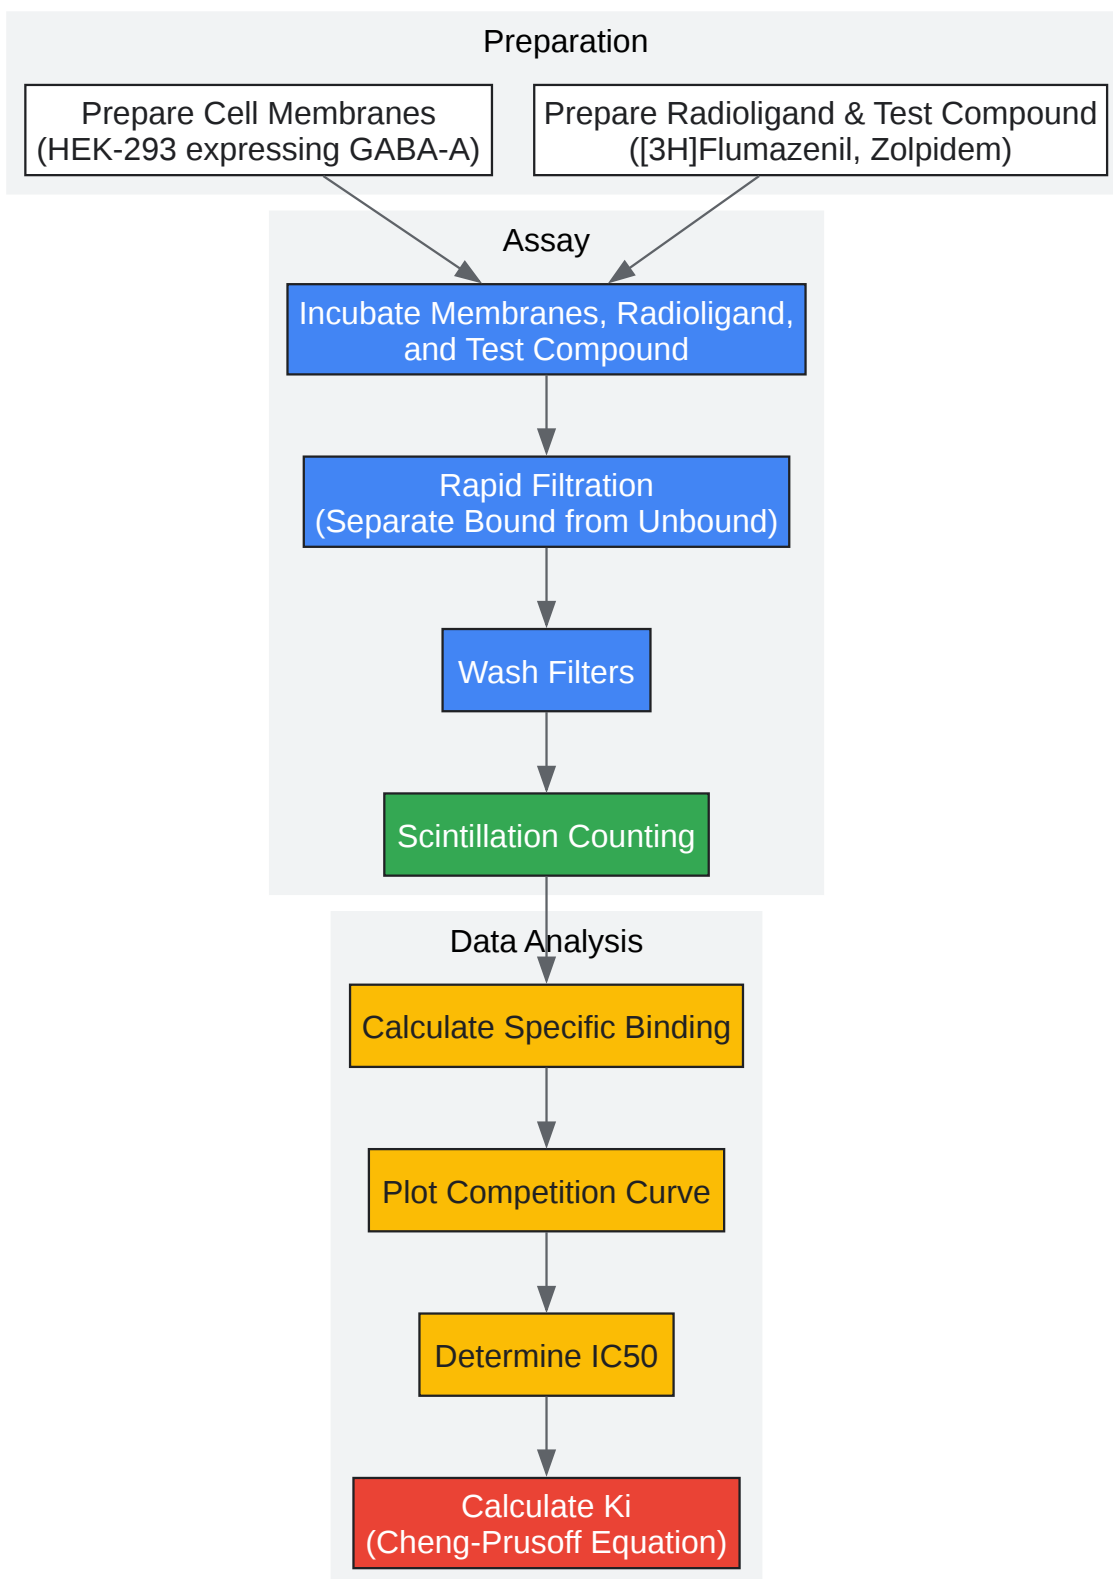 Preparation
Prepare Cell Membranes
(HEK-293 expressing GABA-A)
Prepare Radioligand & Test Compound
([3H]Flumazenil, Zolpidem)
Assay
Incubate Membranes, Radioligand,
and Test Compound
Rapid Filtration
(Separate Bound from Unbound)
Wash Filters
Scintillation Counting
Data Analysis
Calculate Specific Binding
Plot Competition Curve
Determine IC50
Calculate Ki
(Cheng-Prusoff Equation)